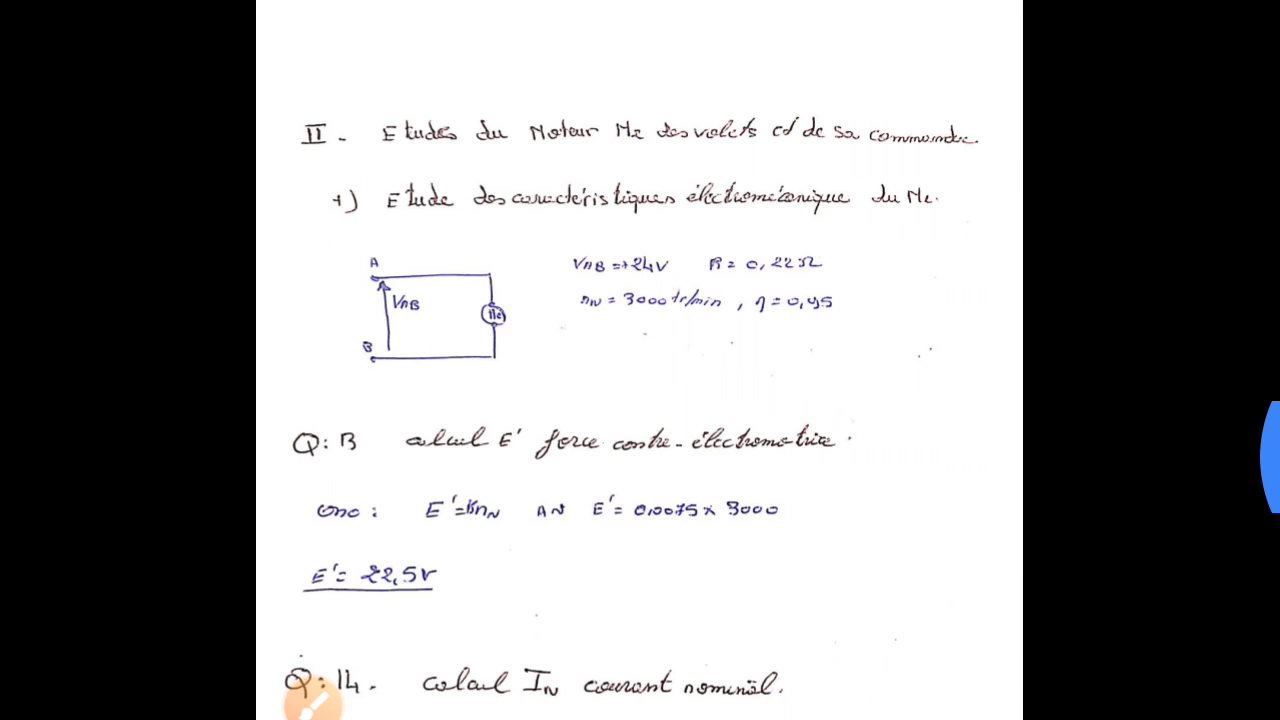 II - Etudes du Moteur M2 des volets et de sa commande.
1) Etude des caractéristiques électromécanique du M2.
A
VAB = +24V R = 0,22Ω
VAB
nN = 3000 tr/min , η = 0,95
M2
B
Q: 13 calcul E' force contre-électromotrice.
ona : E' = KnN AN E' = 0,0075 x 3000
E' = 22,5V
Q: 14. calcul IN courant nominal.